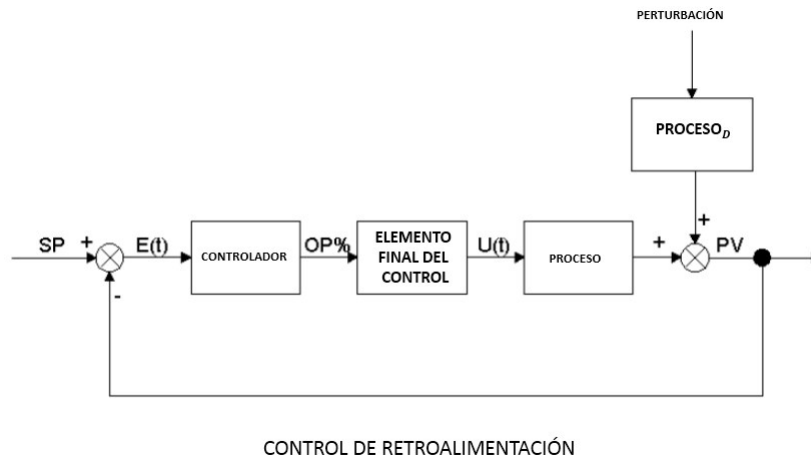 PERTURBACIÓN
PROCESO_D
+
SP + E(t) CONTROLADOR OP% ELEMENTO FINAL DEL CONTROL U(t) PROCESO + PV
-
CONTROL DE RETROALIMENTACIÓN